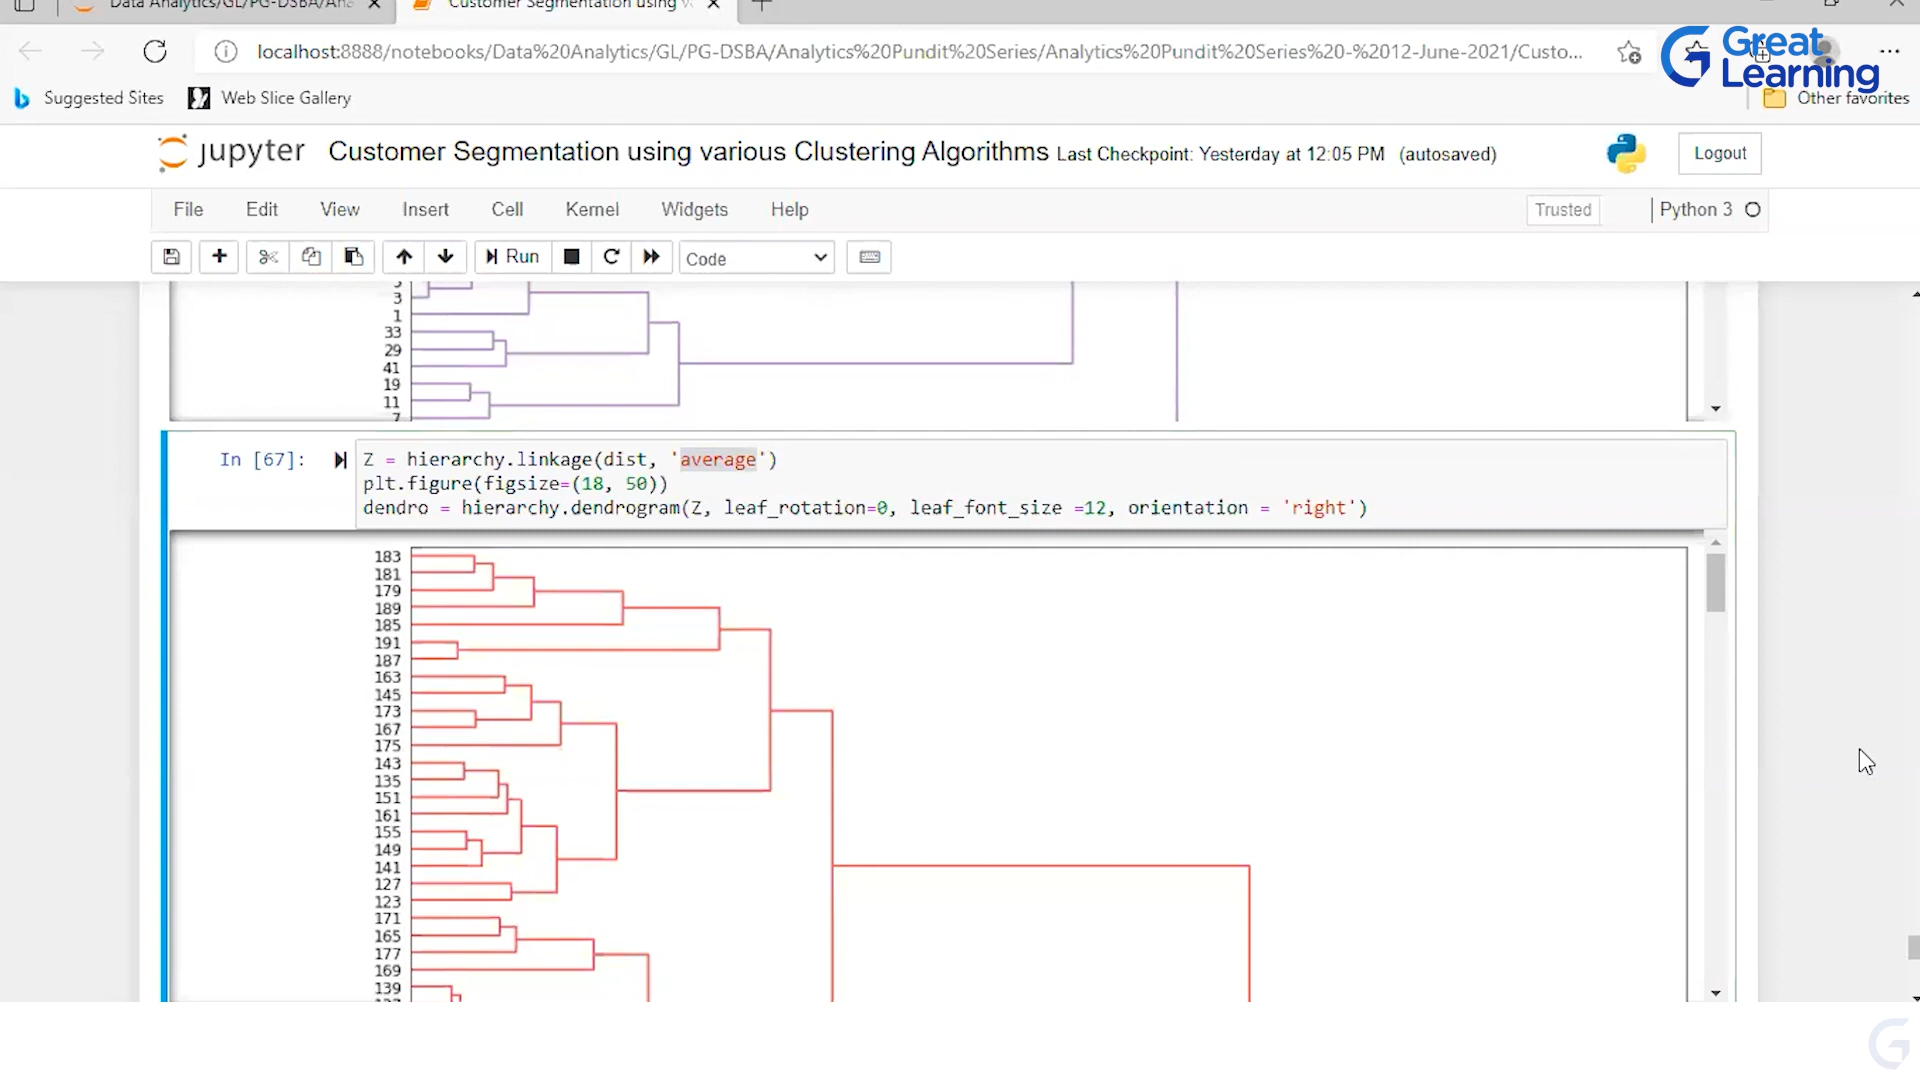 Data Analytics/GL/PG-DSBA/Ana
Customer Segmentation using v
localhost:8888/notebooks/Data%20Analytics/GL/PG-DSBA/Analytics%20Pundit%20Series/Analytics%20Pundit%20Series%20-%2012-June-2021/Custo...
Great
Learning
Suggested Sites
Web Slice Gallery
Other favorites
jupyter
Customer Segmentation using various Clustering Algorithms
Last Checkpoint: Yesterday at 12:05 PM
(autosaved)
Logout
File
Edit
View
Insert
Cell
Kernel
Widgets
Help
Trusted
Python 3
Run
Code
3
1
33
29
41
19
11
7
In [67]:
Z = hierarchy.linkage(dist, 'average')
plt.figure(figsize=(18, 50))
dendro = hierarchy.dendrogram(Z, leaf_rotation=0, leaf_font_size =12, orientation = 'right')
183
181
179
189
185
191
187
163
145
173
167
175
143
135
151
161
155
149
141
127
123
171
165
177
169
139